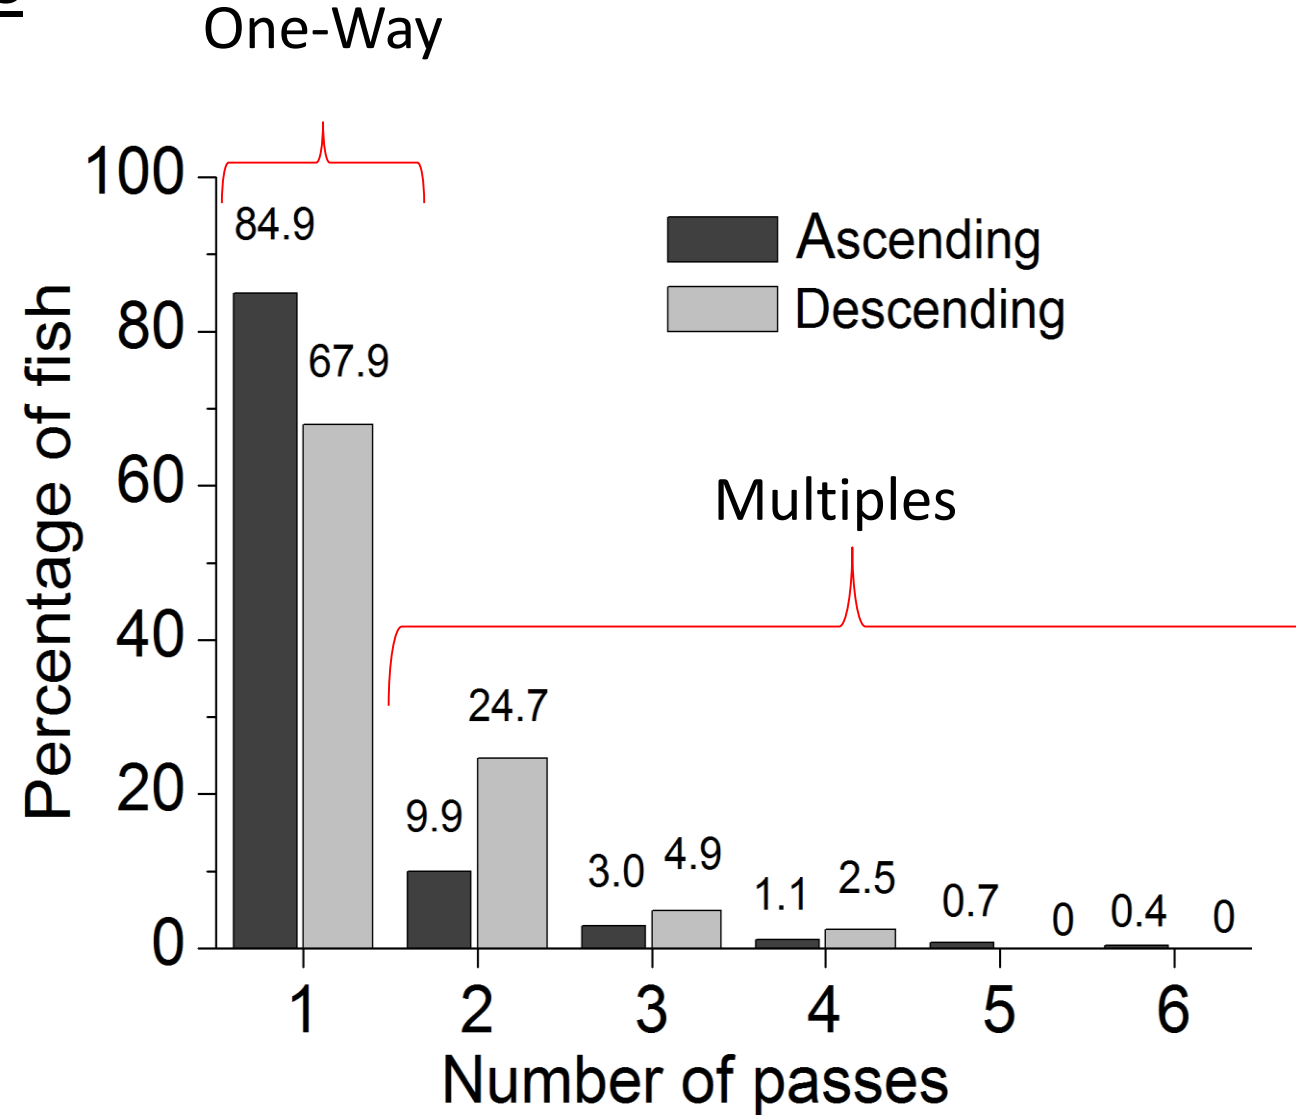 One-Way
100
84.9
Ascending
Descending
80
67.9
60
Multiples
40
24.7
20
9.9
3.0
4.9
1.1
2.5
0.7
0
0.4
0
0
1 2 3 4 5 6
Number of passes
Percentage of fish